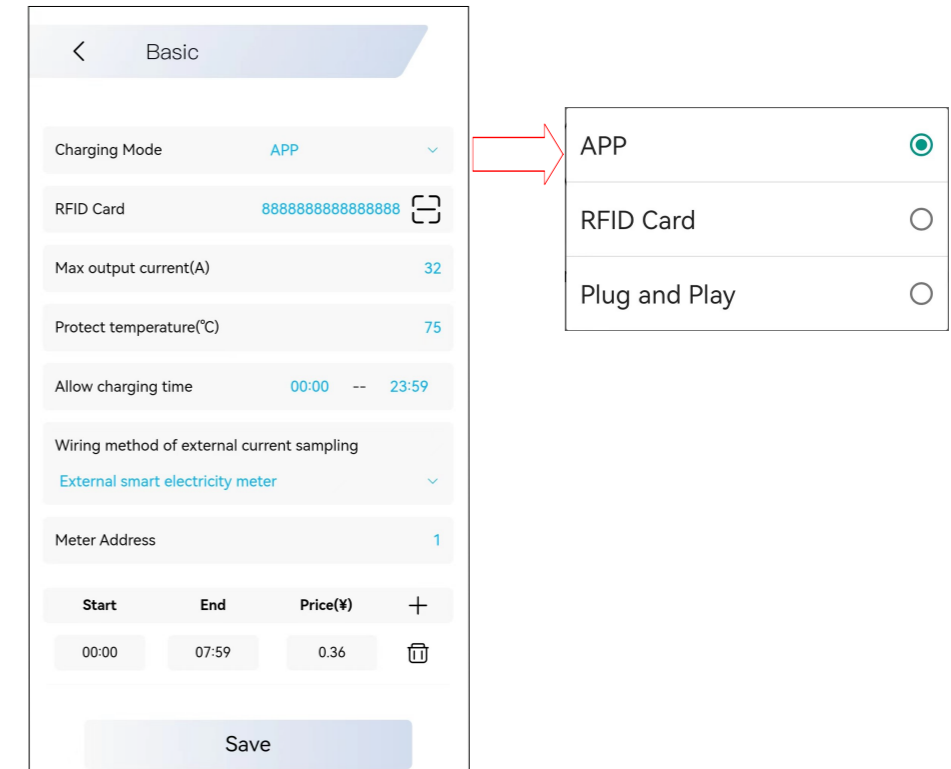 Basic
Charging Mode APP
RFID Card 8888888888888888
Max output current(A) 32
Protect temperature(℃) 75
Allow charging time 00:00 -- 23:59
Wiring method of external current sampling
External smart electricity meter
Meter Address 1
Start End Price(¥)
00:00 07:59 0.36
Save
APP
RFID Card
Plug and Play